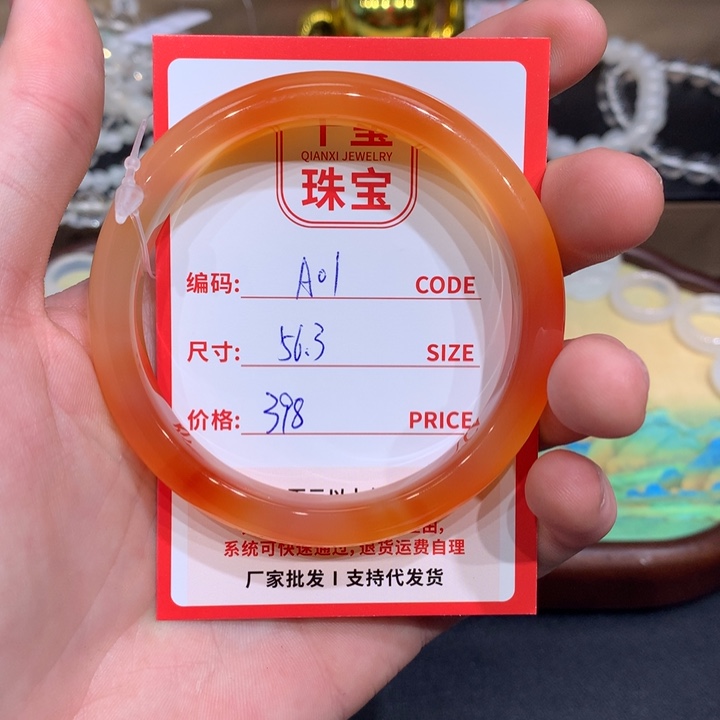 QIANXI JEWELRY
珠宝
编码: A01 CODE
尺寸: 56.3 SIZE
价格: 398 PRICE
系统可快速通过, 退货运费自理
厂家批发 I 支持代发货